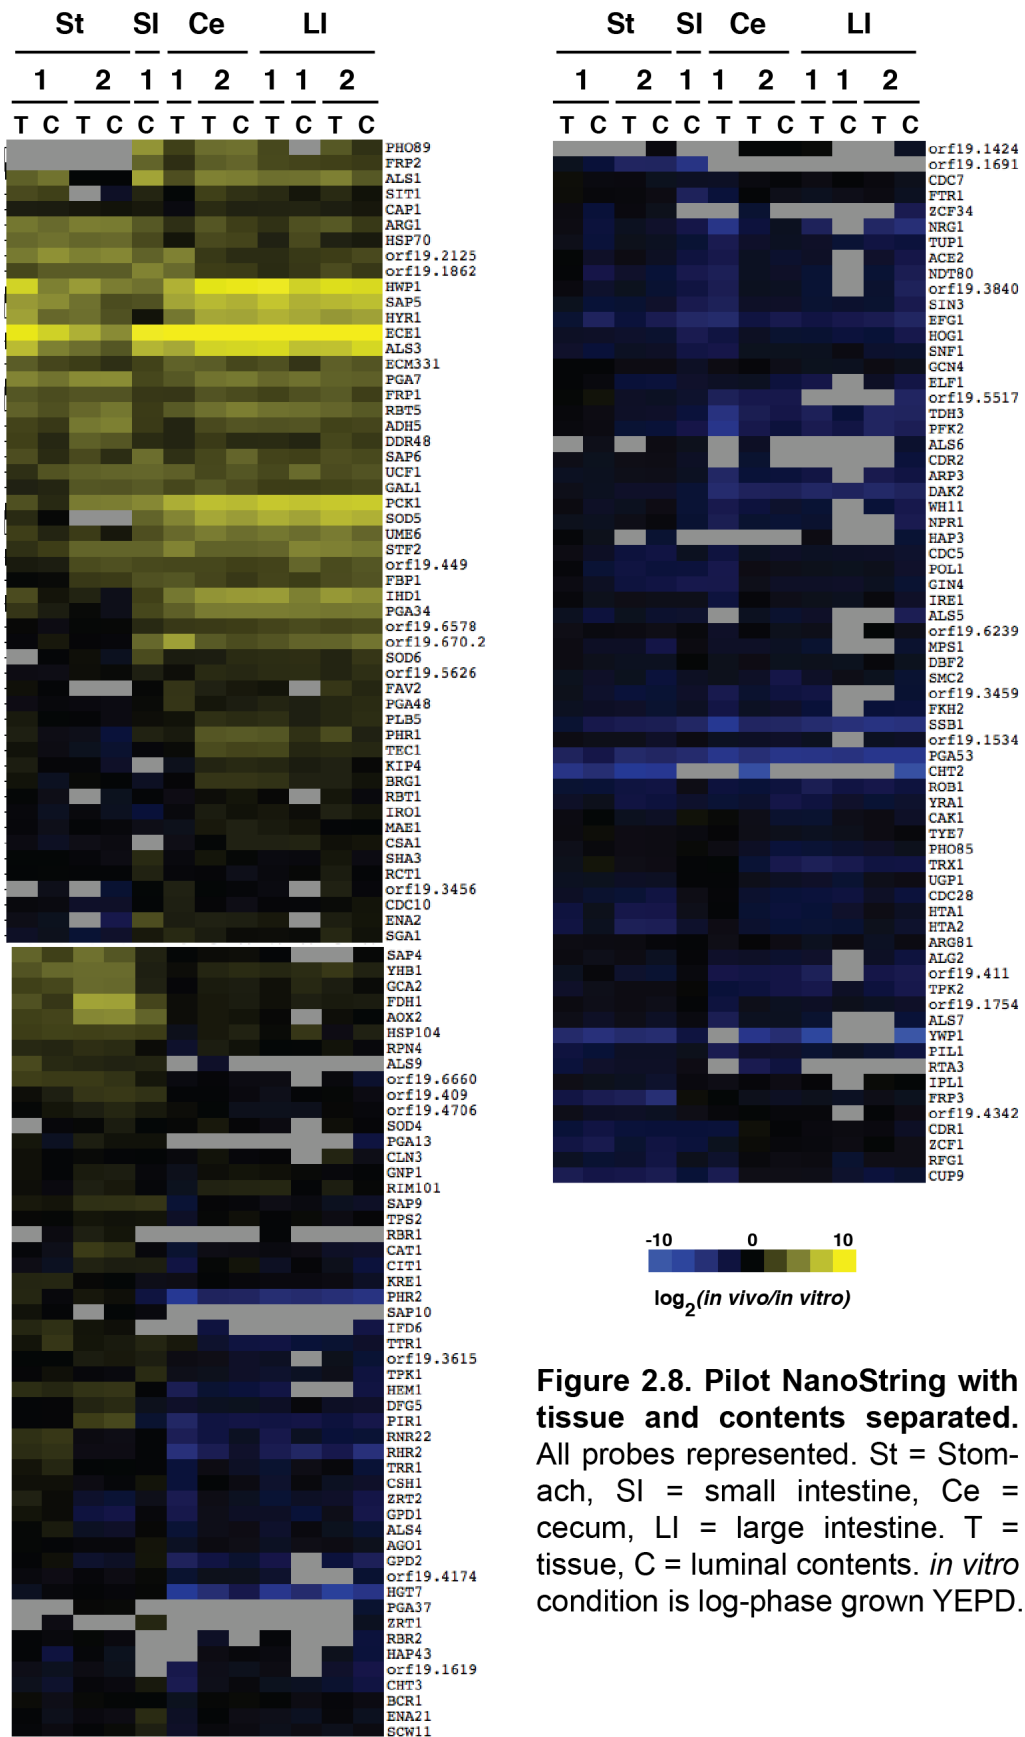 St SI Ce LI
1 2 1 1 2 1 1 2
T C T C C T T C T C T C
PHO89
FRP2
ALS1
SIT1
CAP1
ARG1
HSP70
orf19.2125
orf19.1862
HWP1
SAP5
HYR1
ECE1
ALS3
ECM331
PGA7
FRP1
RBT5
ADH5
DDR48
SAP6
UCF1
GAL1
PCK1
SOD5
UME6
STF2
orf19.449
FBP1
IHD1
PGA34
orf19.6578
orf19.670.2
SOD6
orf19.5626
FAV2
PGA48
PLB5
PHR1
TEC1
KIP4
BRG1
RBT1
IRO1
MAE1
CSA1
SHA3
RCT1
orf19.3456
CDC10
ENA2
SGA1
SAP4
YHB1
GCA2
FDH1
AOX2
HSP104
RPN4
ALS9
orf19.6660
orf19.409
orf19.4706
SOD4
PGA13
CLN3
GNP1
RIM101
SAP9
TPS2
RBR1
CAT1
CIT1
KRE1
PHR2
SAP10
IFD6
TTR1
orf19.3615
TPK1
HEM1
DFG5
PIR1
RNR22
RHR2
TRR1
CSH1
ZRT2
GPD1
ALS4
AGO1
GPD2
orf19.4174
HGT7
PGA37
ZRT1
RBR2
HAP43
orf19.1619
CHT3
BCR1
ENA21
SCW11
St SI Ce LI
1 2 1 1 2 1 1 2
T C T C C T T C T C T C
orf19.1424
orf19.1691
CDC7
FTR1
ZCF34
NRG1
TUP1
ACE2
NDT80
orf19.3840
SIN3
EFG1
HOG1
SNF1
GCN4
ELF1
orf19.5517
TDH3
PFK2
ALS6
CDR2
ARP3
DAK2
WH11
NPR1
HAP3
CDC5
POL1
GIN4
IRE1
ALS5
orf19.6239
MPS1
DBF2
SMC2
orf19.3459
FKH2
SSB1
orf19.1534
PGA53
CHT2
ROB1
YRA1
CAK1
TYE7
PHO85
TRX1
UGP1
CDC28
HTA1
HTA2
ARG81
ALG2
orf19.411
TPK2
orf19.1754
ALS7
YWP1
PIL1
RTA3
IPL1
FRP3
orf19.4342
CDR1
ZCF1
RFG1
CUP9
-10 0 10
log2(in vivo/in vitro)
Figure 2.8. Pilot NanoString with
tissue and contents separated.
All probes represented. St = Stom-
ach, SI = small intestine, Ce =
cecum, LI = large intestine. T =
tissue, C = luminal contents. in vitro
condition is log-phase grown YEPD.